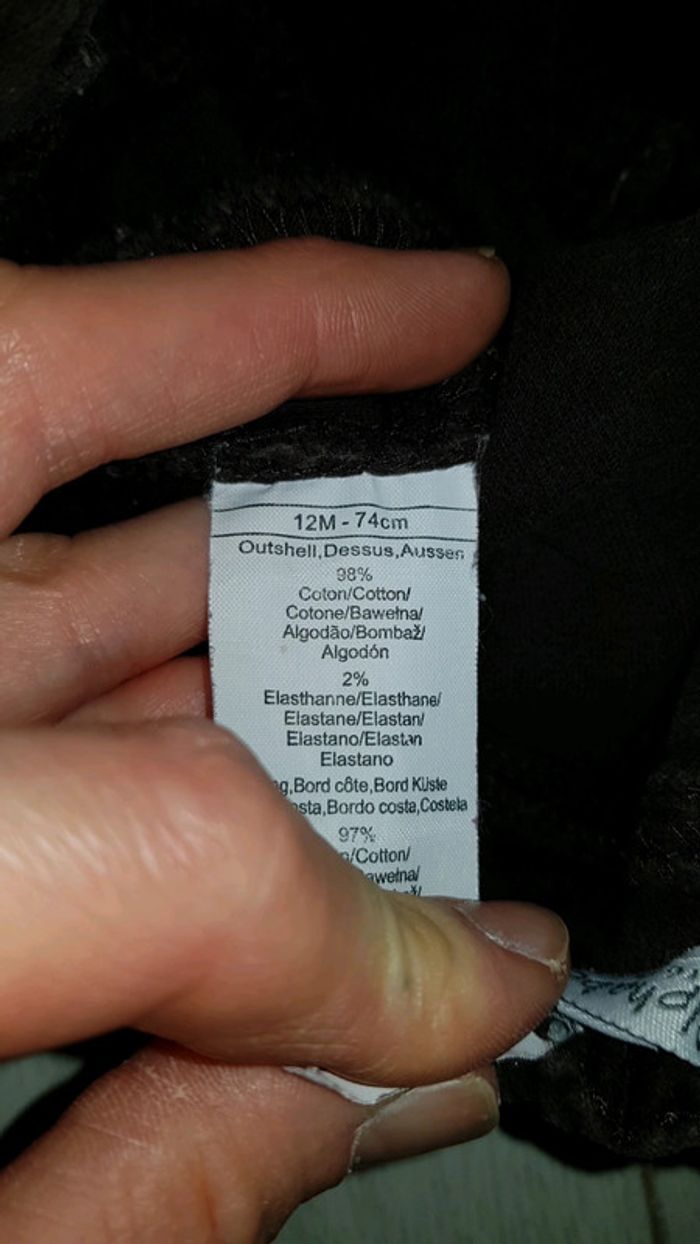 12M - 74cm
Outshell,Dessus,Aussen
98%
Coton/Cotton/
Cotone/Bawełna/
Algodão/Bombaž/
Algodón
2%
Elasthanne/Elasthane/
Elastane/Elastan/
Elastano/Elastan
Elastano
Bord côte,Bord Küste
Bordo costa,Costela
97%
/Cotton/